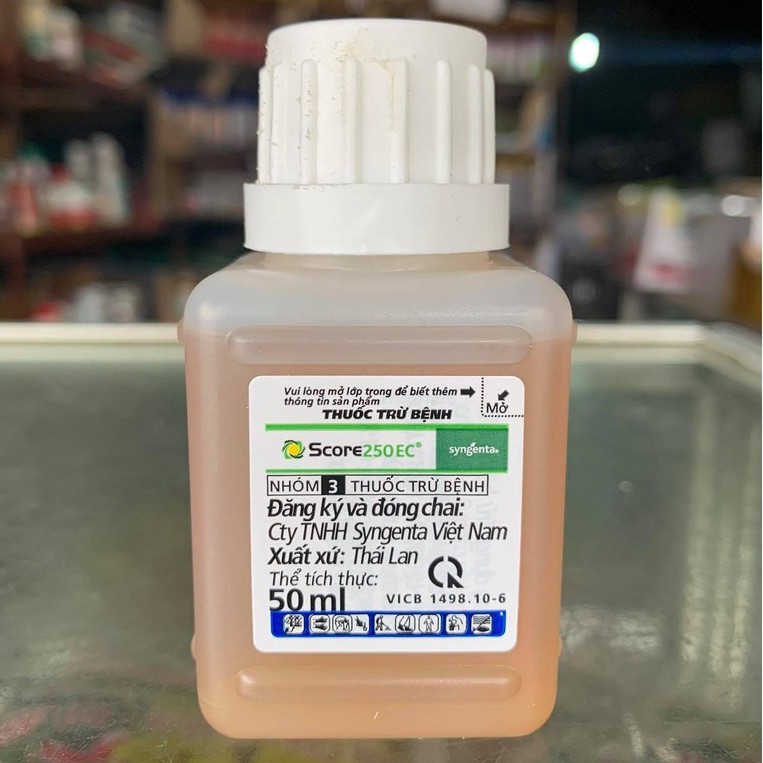 Vui lòng mở lớp trong để biết thêm
thông tin sản phẩm
Mở
THUỐC TRỪ BỆNH
Score250EC®
syngenta
NHÓM 3 THUỐC TRỪ BỆNH
Đăng ký và đóng chai:
Cty TNHH Syngenta Việt Nam
Xuất xứ: Thái Lan
Thể tích thực:
50 ml
VICB 1498.10-6